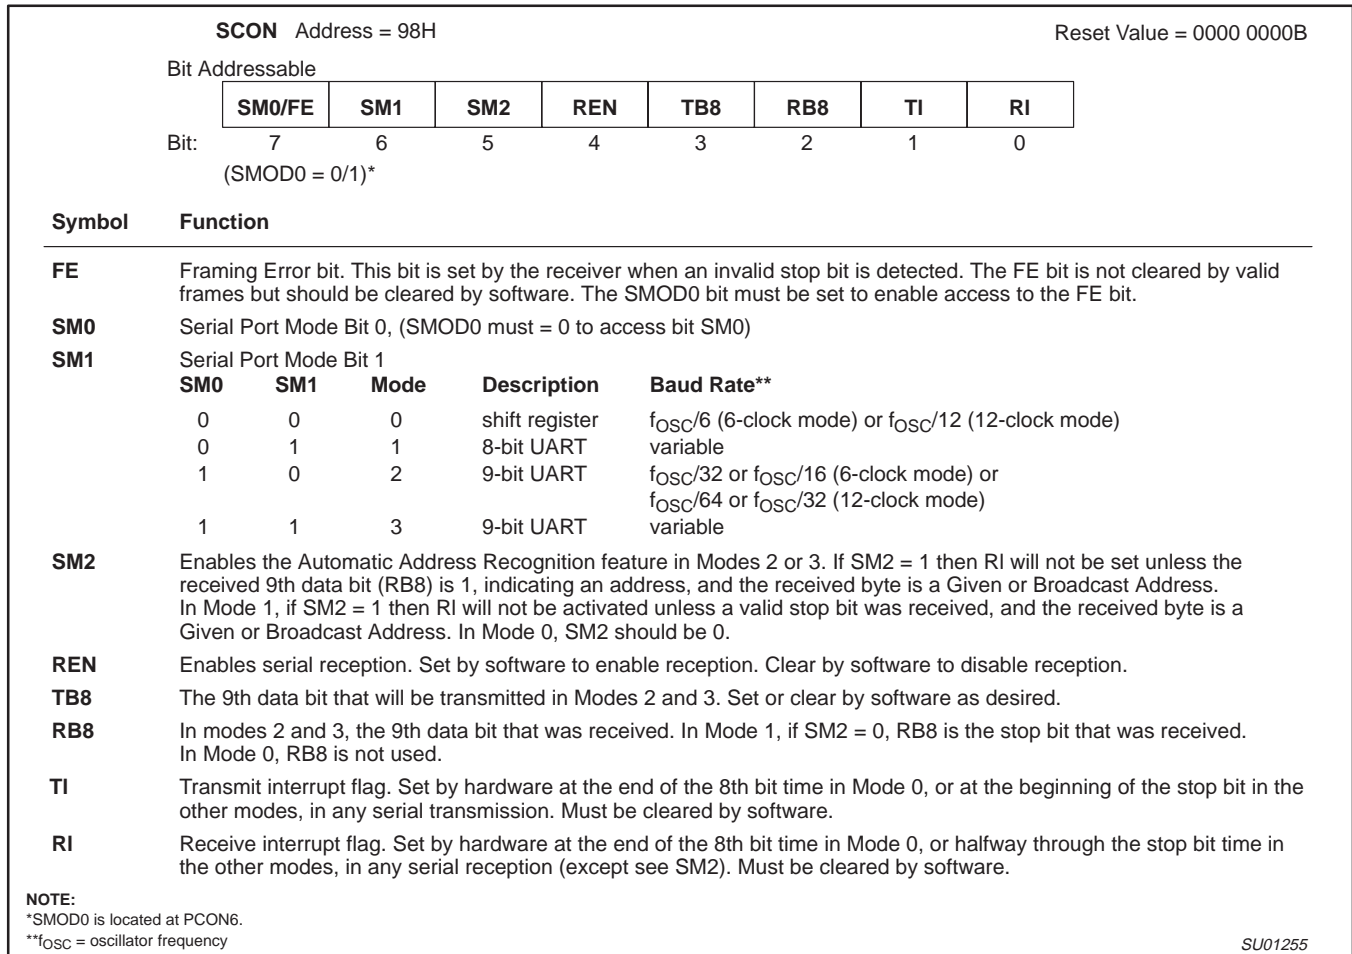 SCON Address = 98H Reset Value = 0000 0000B
Bit Addressable
SM0/FE SM1 SM2 REN TB8 RB8 TI RI
Bit: 7 6 5 4 3 2 1 0
(SMOD0 = 0/1)*
Symbol Function
FE Framing Error bit. This bit is set by the receiver when an invalid stop bit is detected. The FE bit is not cleared by valid
frames but should be cleared by software. The SMOD0 bit must be set to enable access to the FE bit.
SM0 Serial Port Mode Bit 0, (SMOD0 must = 0 to access bit SM0)
SM1 Serial Port Mode Bit 1
SM0 SM1 Mode Description Baud Rate**
0 0 0 shift register fOSC/6 (6-clock mode) or fOSC/12 (12-clock mode)
0 1 1 8-bit UART variable
1 0 2 9-bit UART fOSC/32 or fOSC/16 (6-clock mode) or
fOSC/64 or fOSC/32 (12-clock mode)
1 1 3 9-bit UART variable
SM2 Enables the Automatic Address Recognition feature in Modes 2 or 3. If SM2 = 1 then RI will not be set unless the
received 9th data bit (RB8) is 1, indicating an address, and the received byte is a Given or Broadcast Address.
In Mode 1, if SM2 = 1 then RI will not be activated unless a valid stop bit was received, and the received byte is a
Given or Broadcast Address. In Mode 0, SM2 should be 0.
REN Enables serial reception. Set by software to enable reception. Clear by software to disable reception.
TB8 The 9th data bit that will be transmitted in Modes 2 and 3. Set or clear by software as desired.
RB8 In modes 2 and 3, the 9th data bit that was received. In Mode 1, if SM2 = 0, RB8 is the stop bit that was received.
In Mode 0, RB8 is not used.
TI Transmit interrupt flag. Set by hardware at the end of the 8th bit time in Mode 0, or at the beginning of the stop bit in the
other modes, in any serial transmission. Must be cleared by software.
RI Receive interrupt flag. Set by hardware at the end of the 8th bit time in Mode 0, or halfway through the stop bit time in
the other modes, in any serial reception (except see SM2). Must be cleared by software.
NOTE:
*SMOD0 is located at PCON6.
**fOSC = oscillator frequency SU01255